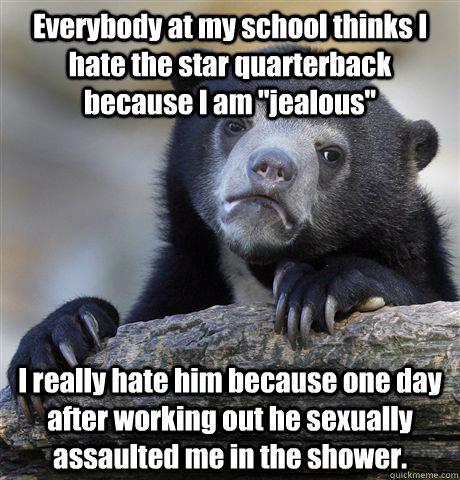 Everybody at my school thinks I
hate the star quarterback
because I am "jealous"
I really hate him because one day
after working out he sexually
assaulted me in the shower.
quickmeme.com